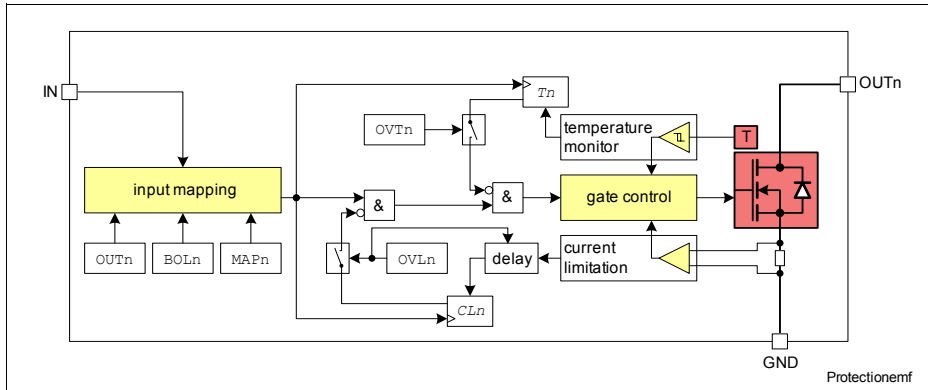 IN
OUTn
Tn
OVTn
temperature
monitor
T
input mapping
&
&
gate control
OUTn
BOLn
MAPn
OVLn
delay
current
limitation
CLn
GND
Protectionemf